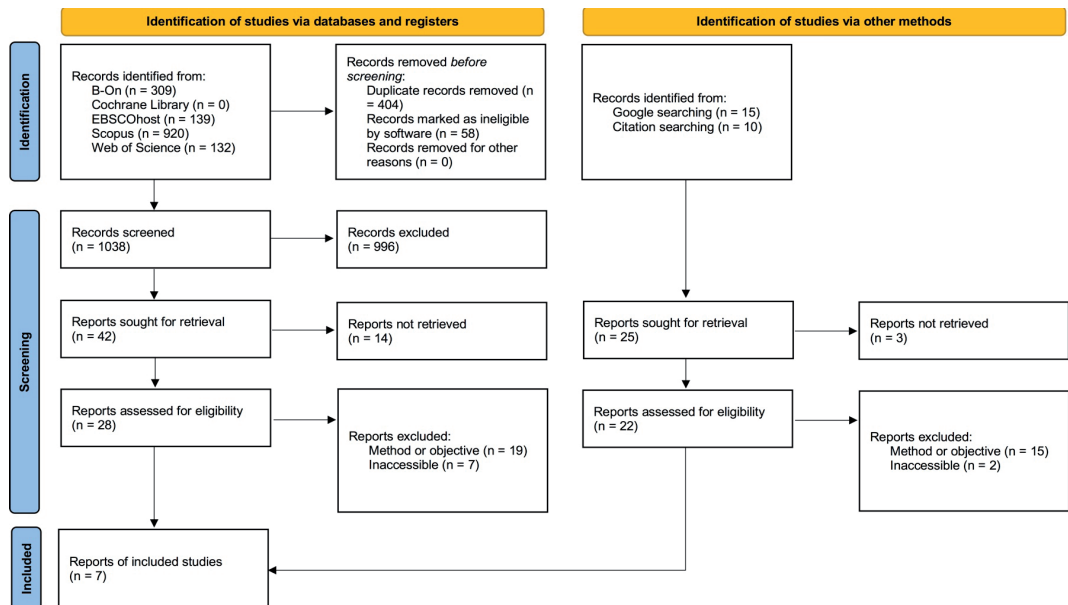 Identification of studies via databases and registers
Identification of studies via other methods
Identification
Records identified from:
B-On (n = 309)
Cochrane Library (n = 0)
EBSCOhost (n = 139)
Scopus (n = 920)
Web of Science (n = 132)
Records removed before
screening:
Duplicate records removed (n
= 404)
Records marked as ineligible
by software (n = 58)
Records removed for other
reasons (n = 0)
Records identified from:
Google searching (n = 15)
Citation searching (n = 10)
Screening
Records screened
(n = 1038)
Records excluded
(n = 996)
Reports sought for retrieval
(n = 42)
Reports not retrieved
(n = 14)
Reports sought for retrieval
(n = 25)
Reports not retrieved
(n = 3)
Reports assessed for eligibility
(n = 28)
Reports excluded:
Method or objective (n = 19)
Inaccessible (n = 7)
Reports assessed for eligibility
(n = 22)
Reports excluded:
Method or objective (n = 15)
Inaccessible (n = 2)
Included
Reports of included studies
(n = 7)